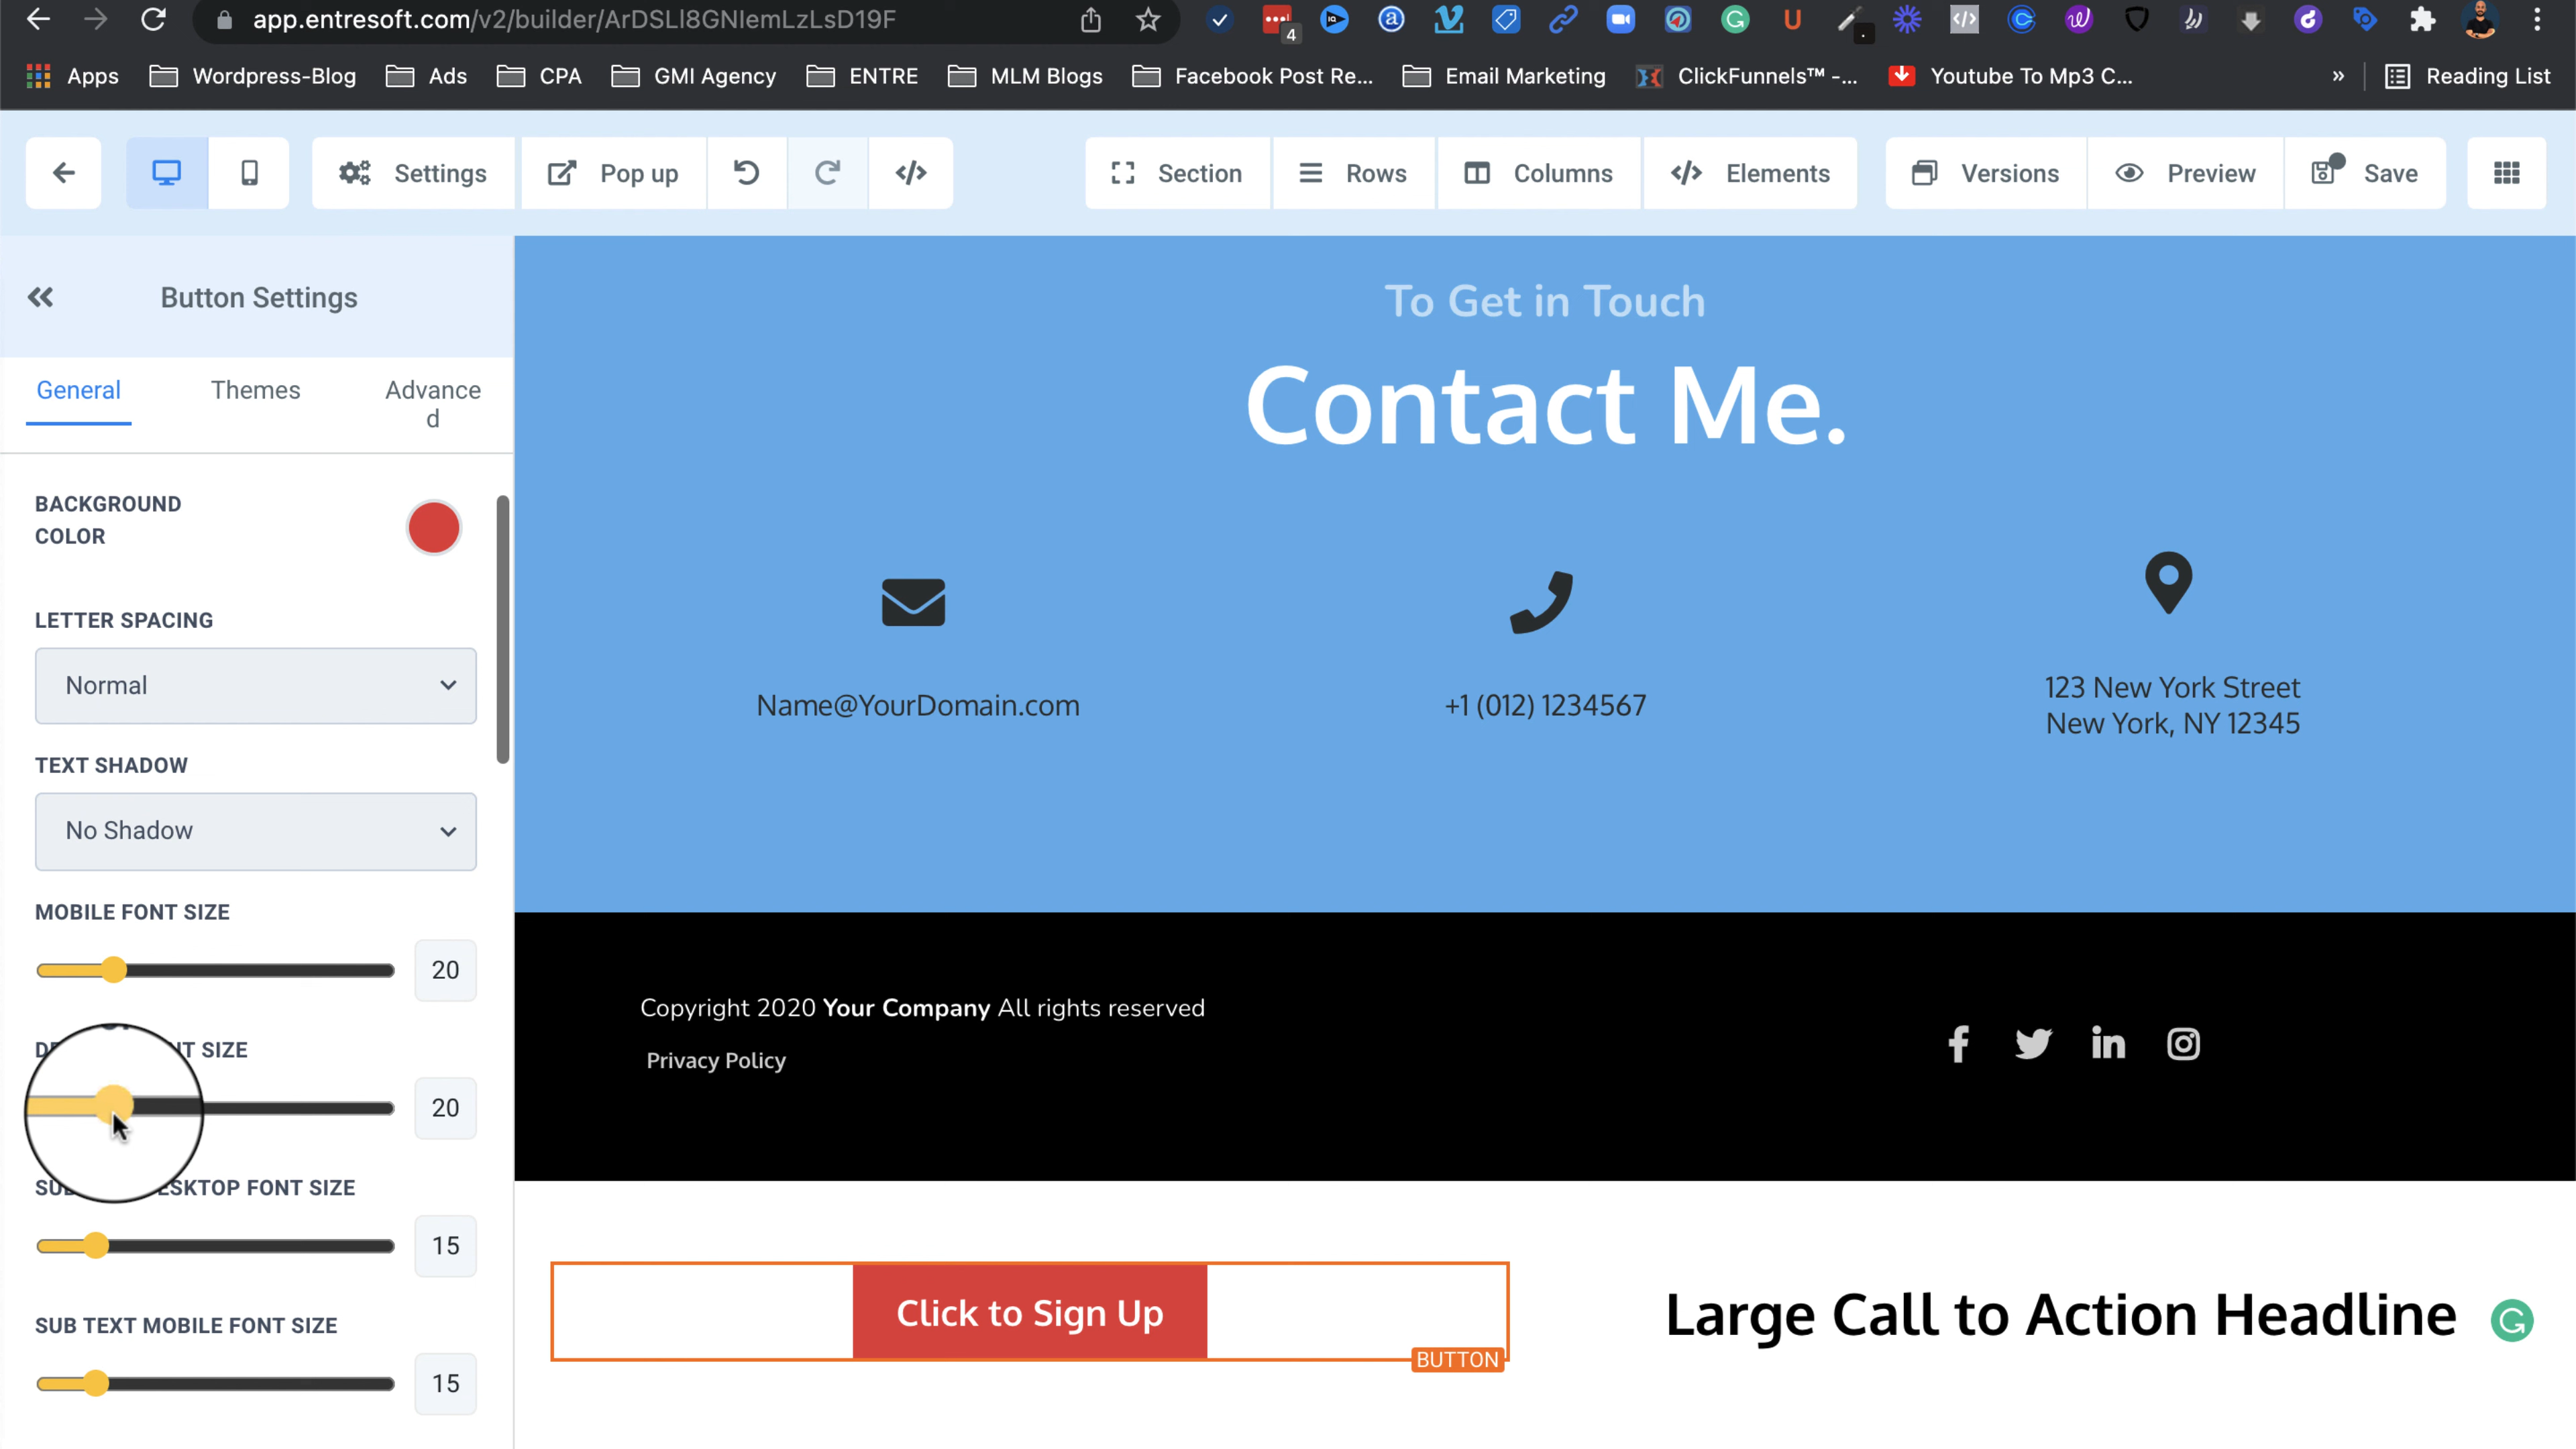 app.entresoft.com/v2/builder/ArDSLl8GNlemLzLsD19F
4
Apps Wordpress-Blog Ads CPA GMI Agency ENTRE MLM Blogs Facebook Post Re... Email Marketing ClickFunnels™ -... Youtube To Mp3 C... » Reading List
Settings Pop up Section Rows Columns Elements Versions Preview Save
Button Settings
General Themes Advance
d
BACKGROUND
COLOR
LETTER SPACING
Normal
TEXT SHADOW
No Shadow
MOBILE FONT SIZE
20
NT SIZE
20
ESKTOP FONT SIZE
15
SUB TEXT MOBILE FONT SIZE
15
To Get in Touch
Contact Me.
Name@YourDomain.com
+1 (012) 1234567
123 New York Street
New York, NY 12345
Copyright 2020 Your Company All rights reserved
Privacy Policy
Click to Sign Up
BUTTON
Large Call to Action Headline